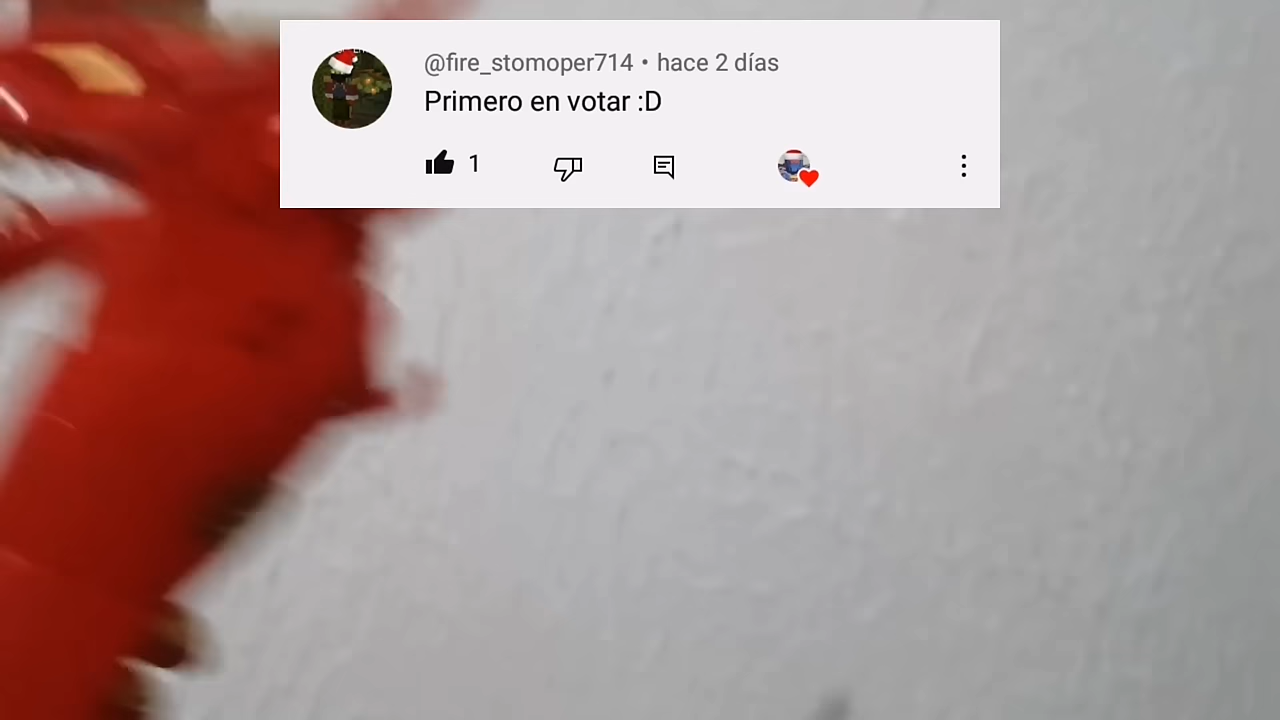 @fire_stomoper714 • hace 2 días
Primero en votar :D
1